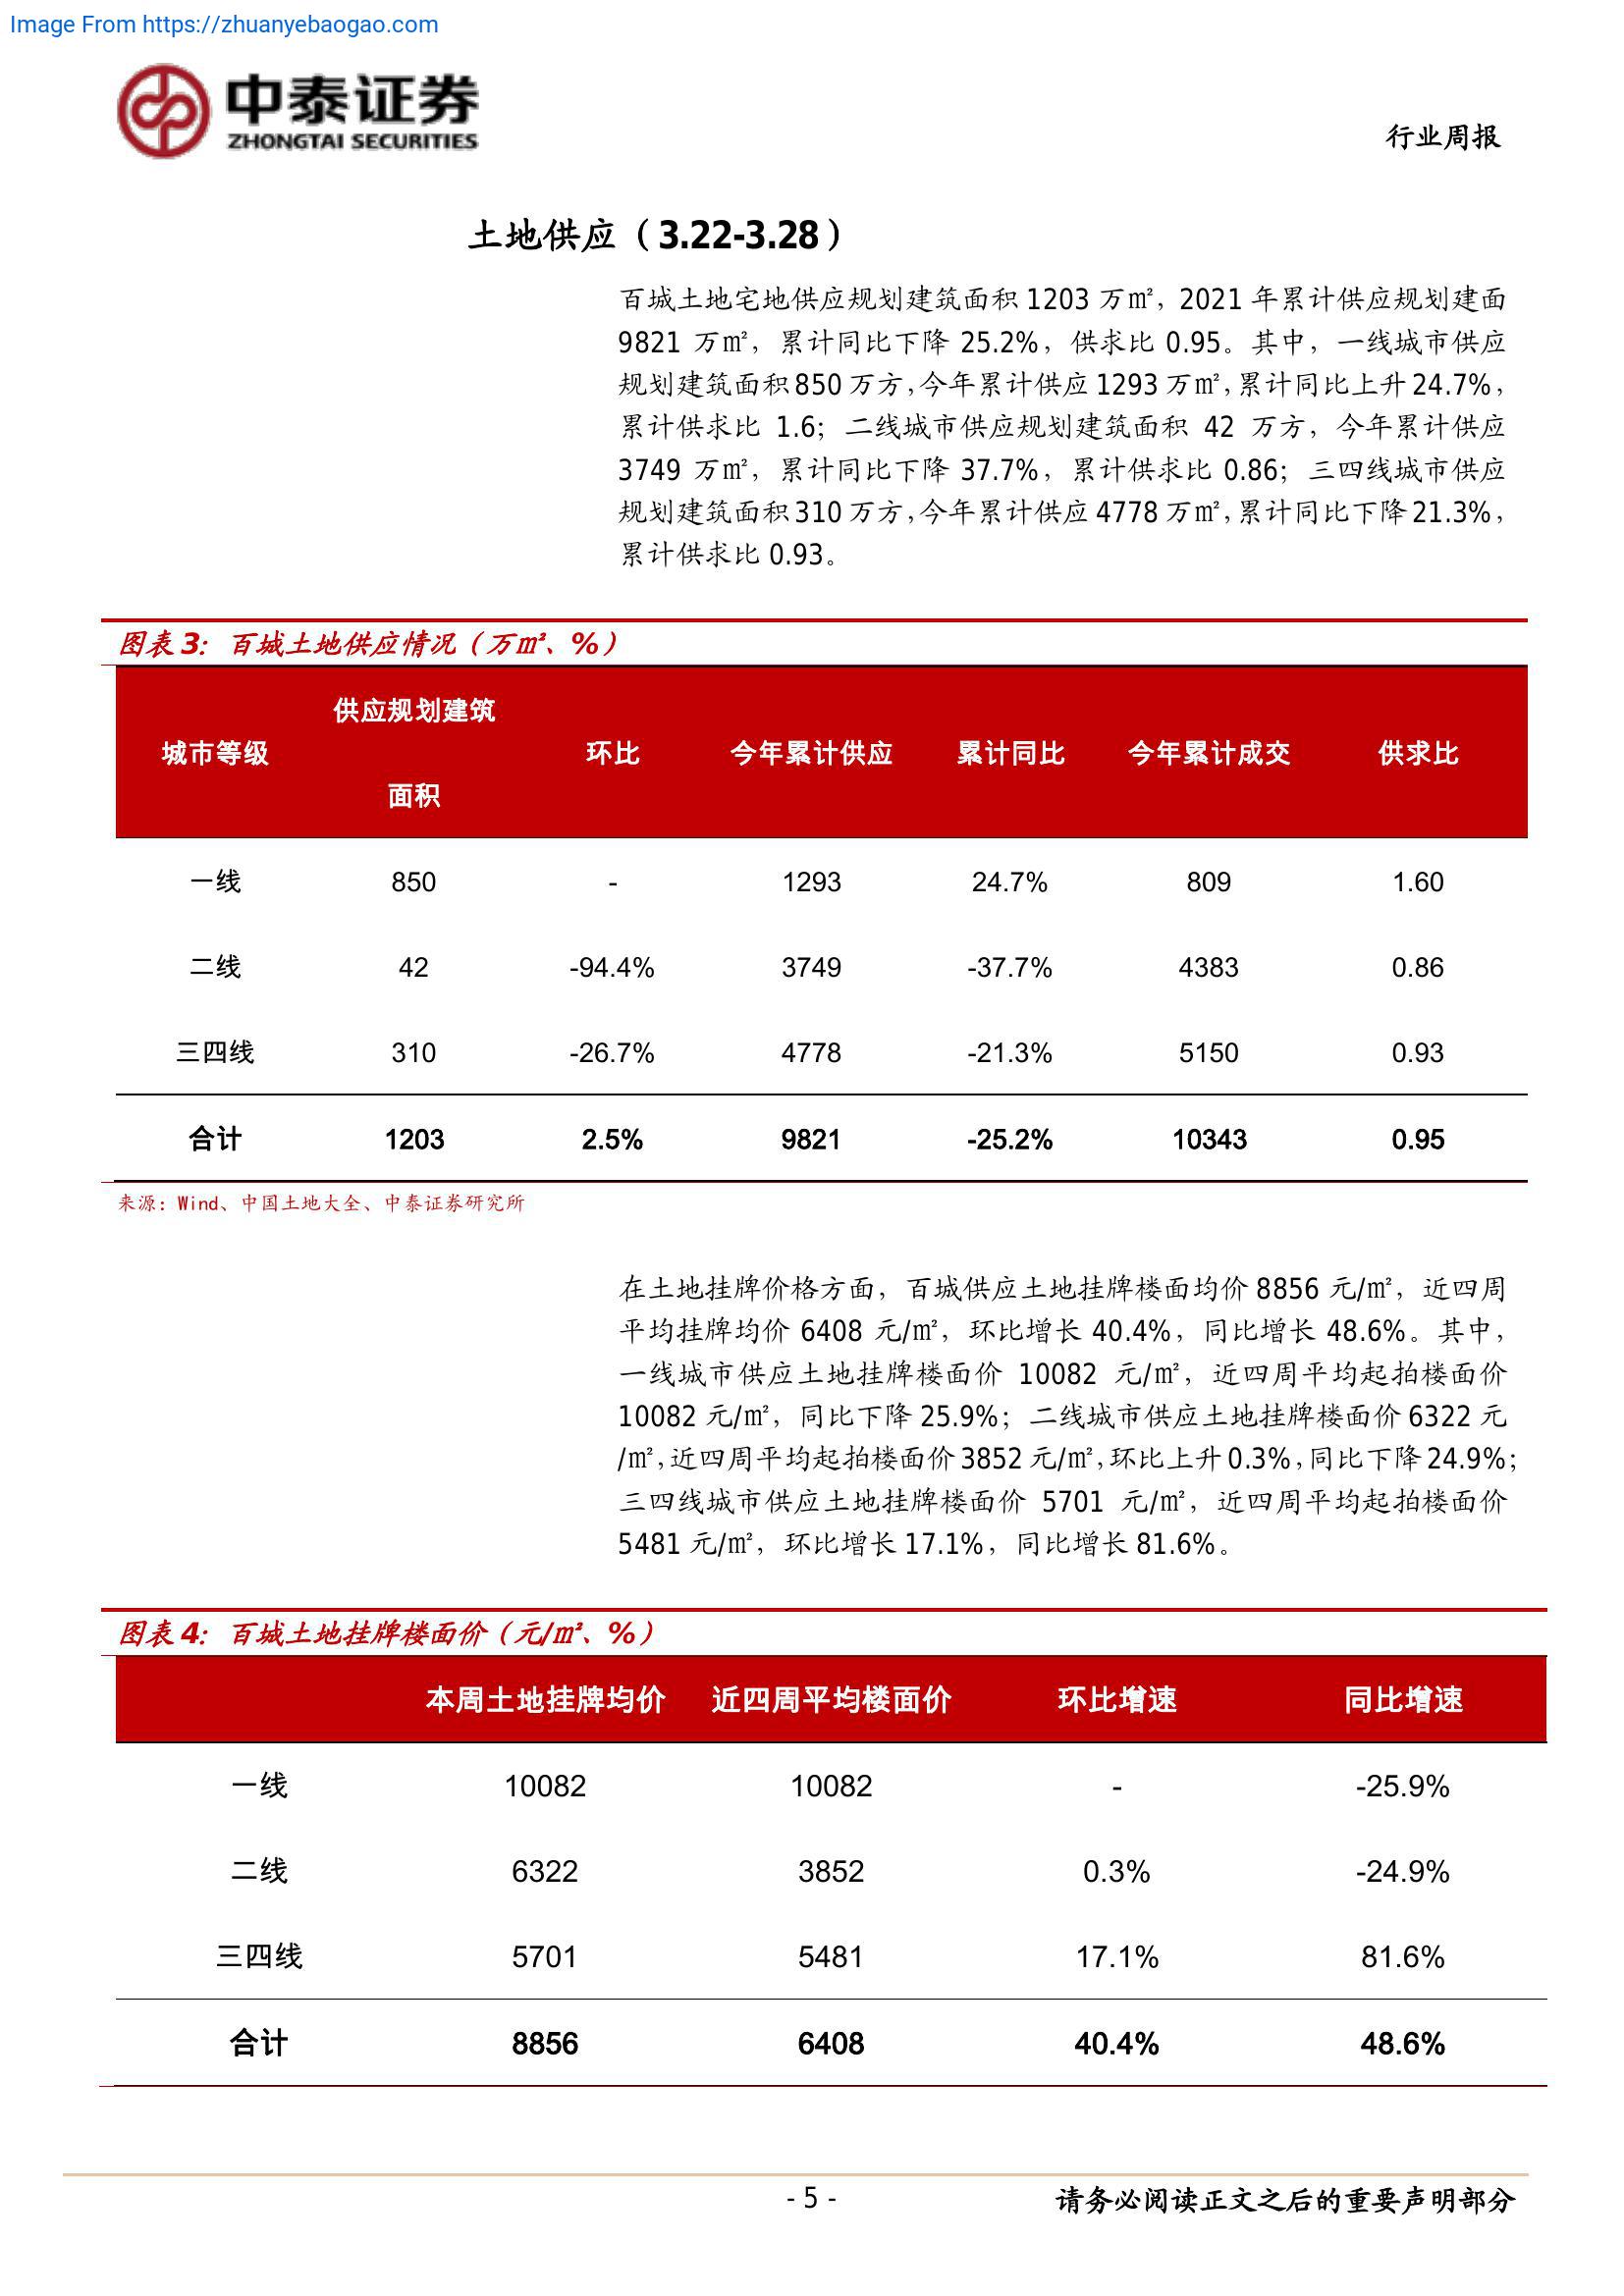 Image From https://zhuanyebaogao.com
中泰证券
ZHONGTAI SECURITIES
行业周报
土地供应（3.22-3.28）
百城土地宅地供应规划建筑面积 1203 万㎡，2021 年累计供应规划建面
9821 万㎡，累计同比下降 25.2%，供求比 0.95。其中，一线城市供应
规划建筑面积 850 万方，今年累计供应 1293 万㎡，累计同比上升 24.7%，
累计供求比 1.6；二线城市供应规划建筑面积 42 万方，今年累计供应
3749 万㎡，累计同比下降 37.7%，累计供求比 0.86；三四线城市供应
规划建筑面积 310 万方，今年累计供应 4778 万㎡，累计同比下降 21.3%，
累计供求比 0.93。
图表 3：百城土地供应情况（万㎡、%）
城市等级 供应规划建筑面积 环比 今年累计供应 累计同比 今年累计成交 供求比
一线 850 - 1293 24.7% 809 1.60
二线 42 -94.4% 3749 -37.7% 4383 0.86
三四线 310 -26.7% 4778 -21.3% 5150 0.93
合计 1203 2.5% 9821 -25.2% 10343 0.95
来源：Wind、中国土地大全、中泰证券研究所
在土地挂牌价格方面，百城供应土地挂牌楼面均价 8856 元/㎡，近四周
平均挂牌均价 6408 元/㎡，环比增长 40.4%，同比增长 48.6%。其中，
一线城市供应土地挂牌楼面价 10082 元/㎡，近四周平均起拍楼面价
10082 元/㎡，同比下降 25.9%；二线城市供应土地挂牌楼面价 6322 元
/㎡，近四周平均起拍楼面价 3852 元/㎡，环比上升 0.3%，同比下降 24.9%；
三四线城市供应土地挂牌楼面价 5701 元/㎡，近四周平均起拍楼面价
5481 元/㎡，环比增长 17.1%，同比增长 81.6%。
图表 4：百城土地挂牌楼面价（元/㎡、%）
本周土地挂牌均价 近四周平均楼面价 环比增速 同比增速
一线 10082 10082 - -25.9%
二线 6322 3852 0.3% -24.9%
三四线 5701 5481 17.1% 81.6%
合计 8856 6408 40.4% 48.6%
- 5 -
请务必阅读正文之后的重要声明部分